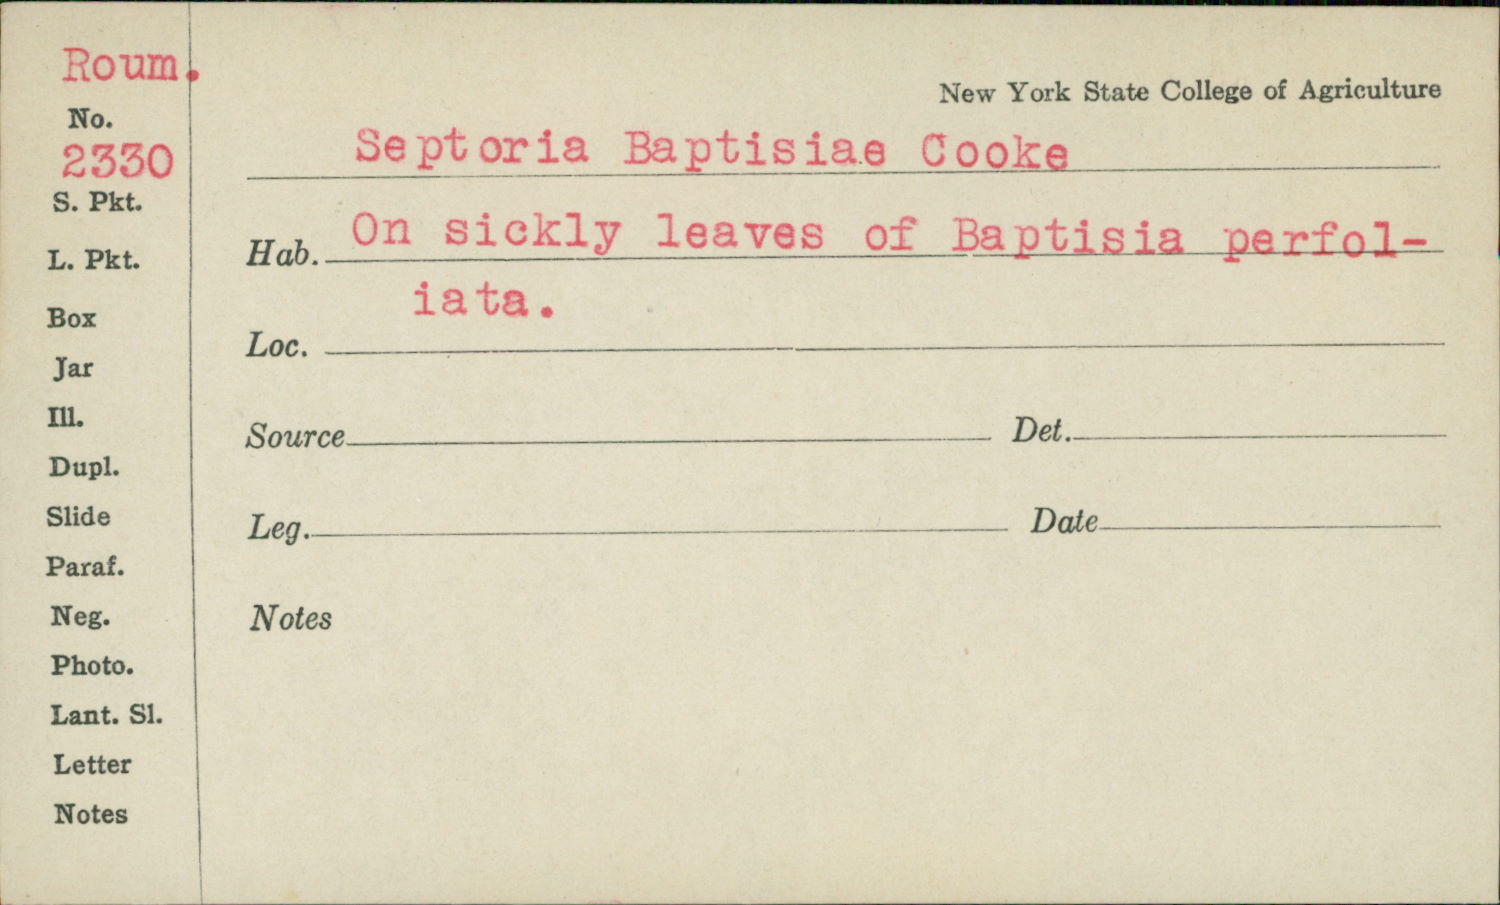 Roum.
New York State College of Agriculture
No.
2330
Septoria Baptisiae Cooke
S. Pkt.
Hab. On sickly leaves of Baptisia perfol-
iata.
L. Pkt.
Box
Loc.
Jar
Ill.
Source Det.
Dupl.
Slide
Leg. Date
Paraf.
Neg.
Notes
Photo.
Lant. Sl.
Letter
Notes